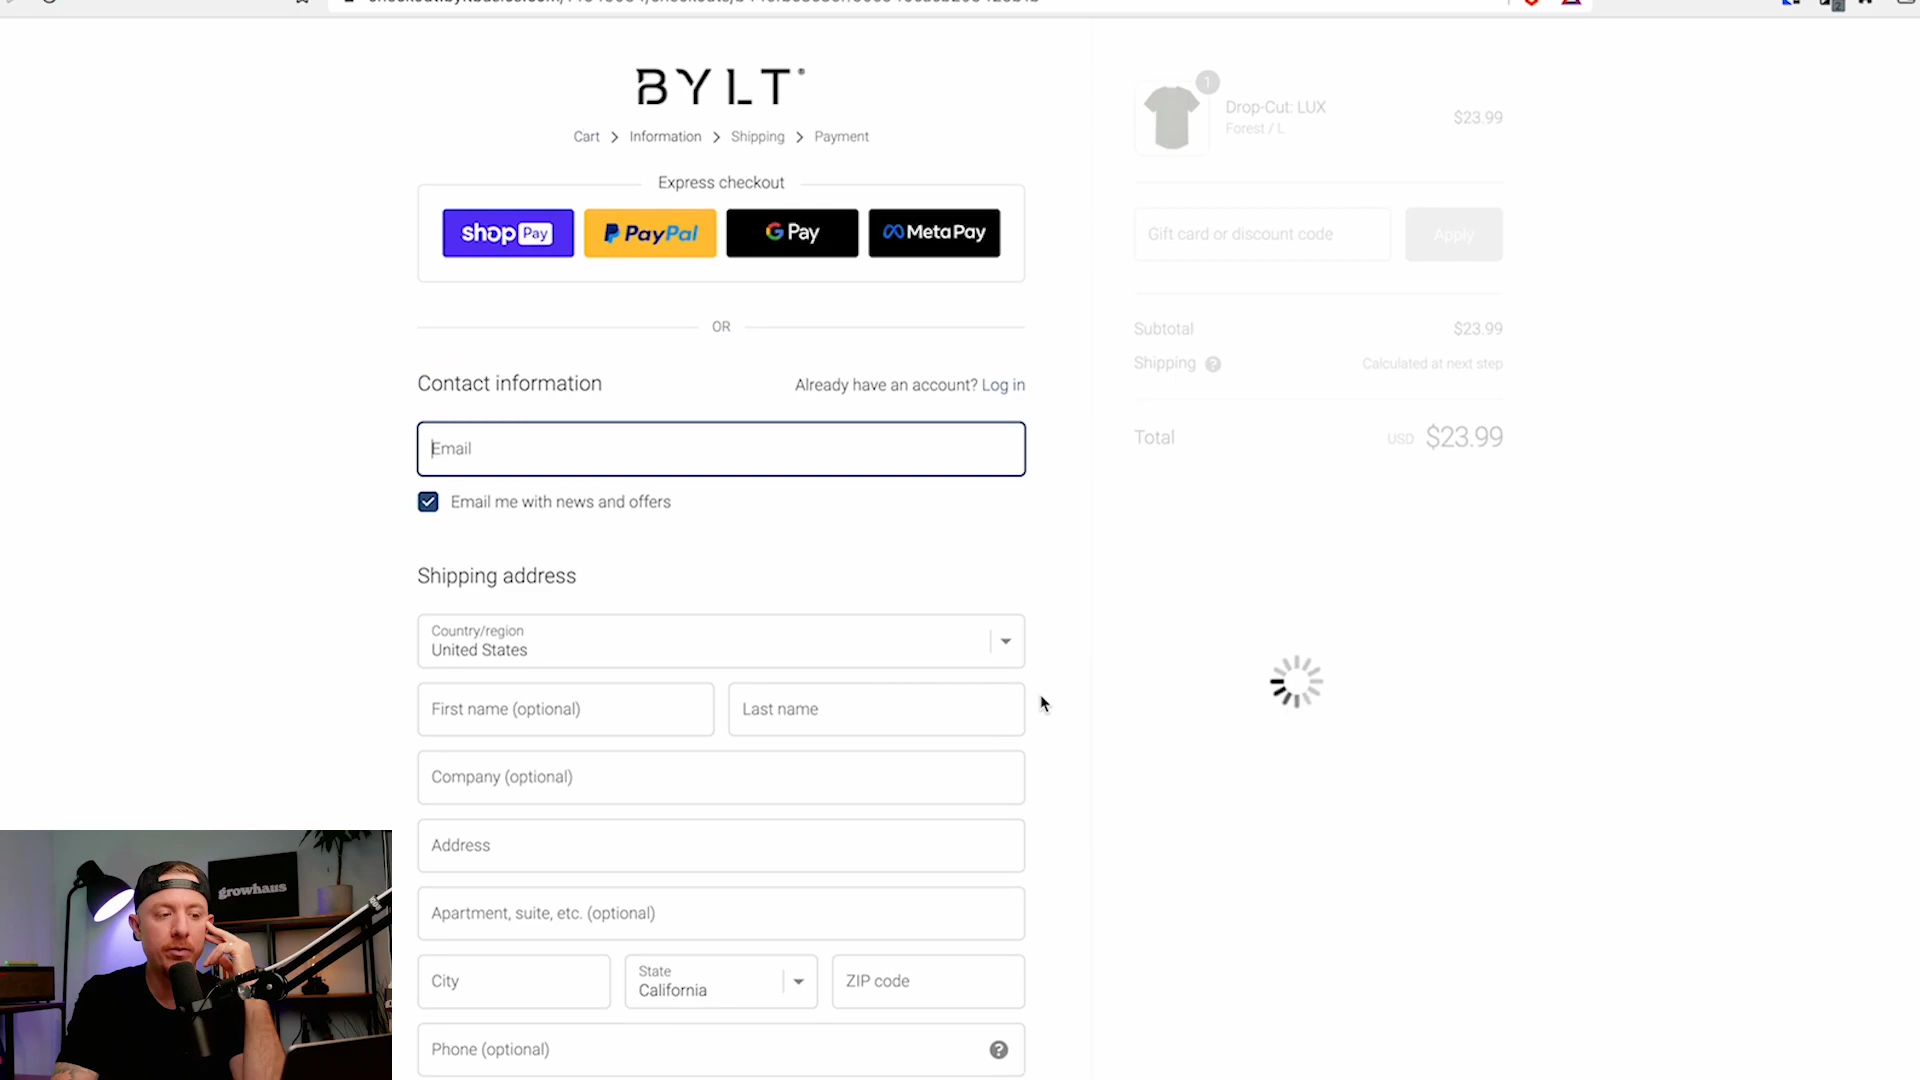 BYLT
Cart > Information > Shipping > Payment
Express checkout
shop Pay
PayPal
G Pay
Meta Pay
OR
Contact information
Already have an account? Log in
Email
Email me with news and offers
Shipping address
Country/region
United States
First name (optional)
Last name
Company (optional)
Address
Apartment, suite, etc. (optional)
City
State
California
ZIP code
Phone (optional)
?
1
Drop-Cut: LUX
$23.99
Forest / L
Gift card or discount code
Apply
Subtotal
$23.99
Shipping ?
Calculated at next step
Total
USD $23.99
growhaus